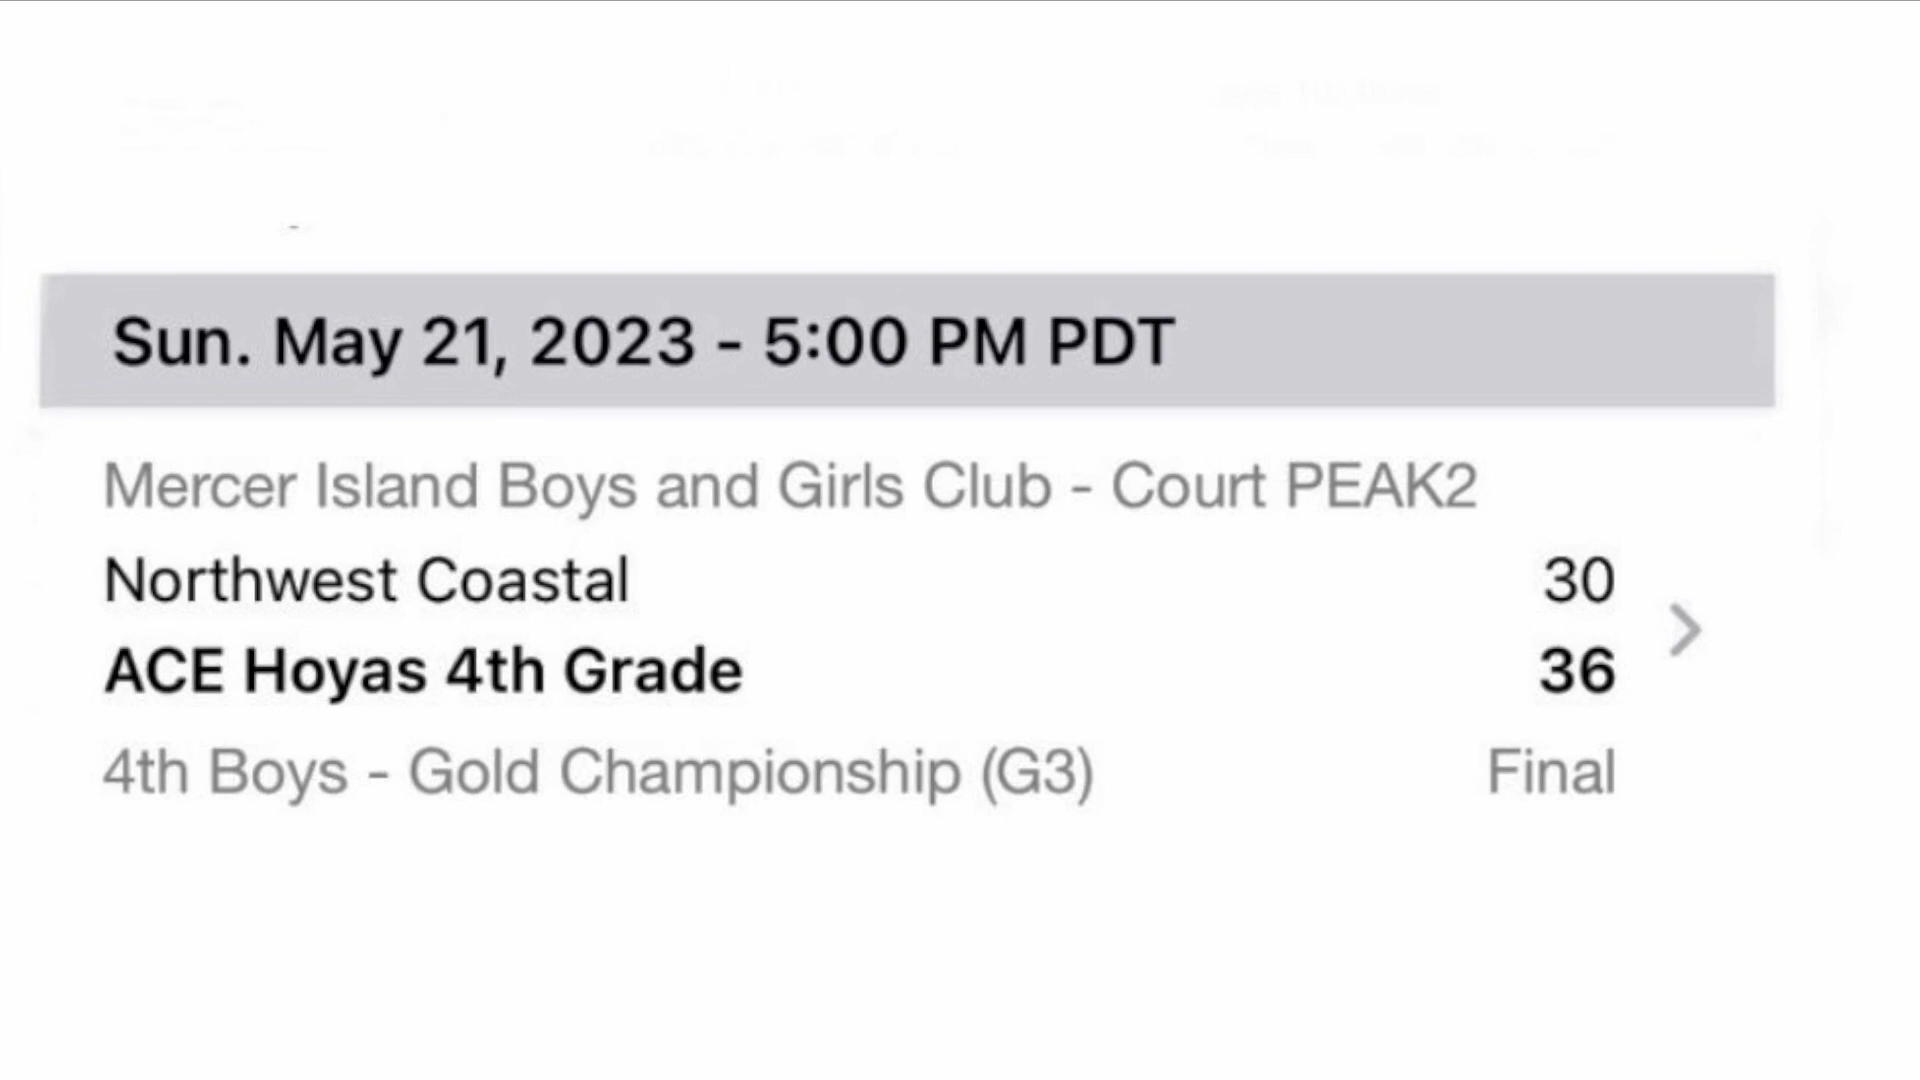 Sun. May 21, 2023 - 5:00 PM PDT
Mercer Island Boys and Girls Club - Court PEAK2
Northwest Coastal 30
ACE Hoyas 4th Grade 36
4th Boys - Gold Championship (G3) Final